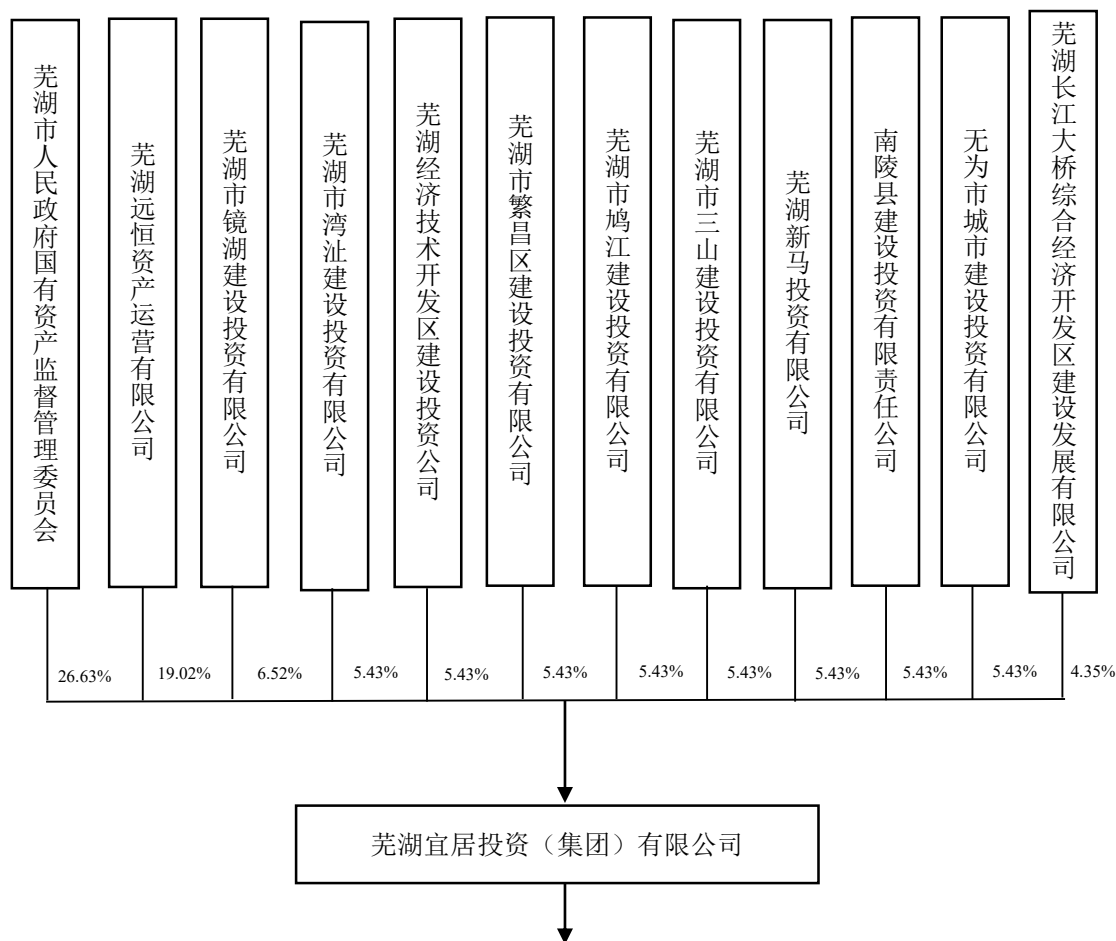 芜湖市人民政府国有资产监督管理委员会
芜湖远恒资产运营有限公司
芜湖市镜湖建设投资有限公司
芜湖市湾沚建设投资有限公司
芜湖经济技术开发区建设投资公司
芜湖市繁昌区建设投资有限公司
芜湖市鸠江建设投资有限公司
芜湖市三山建设投资有限公司
芜湖新马投资有限公司
南陵县建设投资有限责任公司
无为市城市建设投资有限公司
芜湖长江大桥综合经济开发区建设发展有限公司
26.63%
19.02%
6.52%
5.43%
5.43%
5.43%
5.43%
5.43%
5.43%
5.43%
5.43%
4.35%
芜湖宜居投资（集团）有限公司